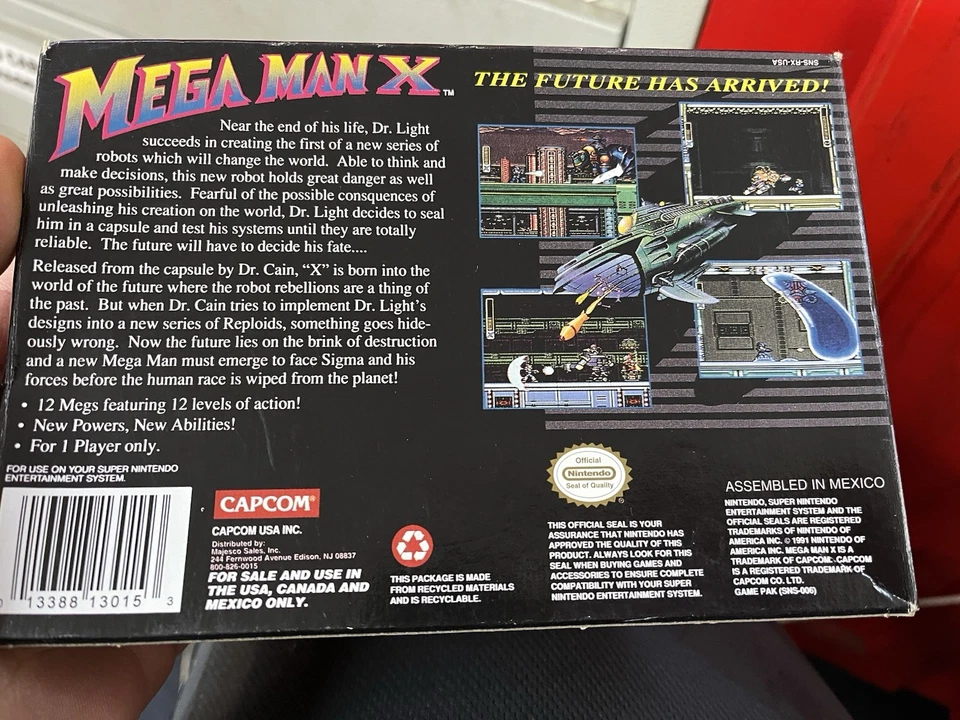 MEGA MAN X™
THE FUTURE HAS ARRIVED!
SNS-RX-USA
Near the end of his life, Dr. Light
succeeds in creating the first of a new series of
robots which will change the world. Able to think and
make decisions, this new robot holds great danger as well
as great possibilities. Fearful of the possible consquences of
unleashing his creation on the world, Dr. Light decides to seal
him in a capsule and test his systems until they are totally
reliable. The future will have to decide his fate....
Released from the capsule by Dr. Cain, “X” is born into the
world of the future where the robot rebellions are a thing of
the past. But when Dr. Cain tries to implement Dr. Light's
designs into a new series of Reploids, something goes hide-
ously wrong. Now the future lies on the brink of destruction
and a new Mega Man must emerge to face Sigma and his
forces before the human race is wiped from the planet!
• 12 Megs featuring 12 levels of action!
• New Powers, New Abilities!
• For 1 Player only.
FOR USE ON YOUR SUPER NINTENDO
ENTERTAINMENT SYSTEM.
0 13388 13015 3
CAPCOM®
CAPCOM USA INC.
Distributed by:
Majesco Sales, Inc.
244 Fernwood Avenue Edison, NJ 08837
800-826-0015
FOR SALE AND USE IN
THE USA, CANADA AND
MEXICO ONLY.
THIS PACKAGE IS MADE
FROM RECYCLED MATERIALS
AND IS RECYCLABLE.
Official
Nintendo
Seal of Quality
®
THIS OFFICIAL SEAL IS YOUR
ASSURANCE THAT NINTENDO HAS
APPROVED THE QUALITY OF THIS
PRODUCT. ALWAYS LOOK FOR THIS
SEAL WHEN BUYING GAMES AND
ACCESSORIES TO ENSURE COMPLETE
COMPATIBILITY WITH YOUR SUPER
NINTENDO ENTERTAINMENT SYSTEM.
ASSEMBLED IN MEXICO
NINTENDO, SUPER NINTENDO
ENTERTAINMENT SYSTEM AND THE
OFFICIAL SEALS ARE REGISTERED
TRADEMARKS OF NINTENDO OF
AMERICA INC. © 1991 NINTENDO OF
AMERICA INC. MEGA MAN X IS A
TRADEMARK OF CAPCOM. CAPCOM
IS A REGISTERED TRADEMARK OF
CAPCOM CO. LTD.
GAME PAK (SNS-006)